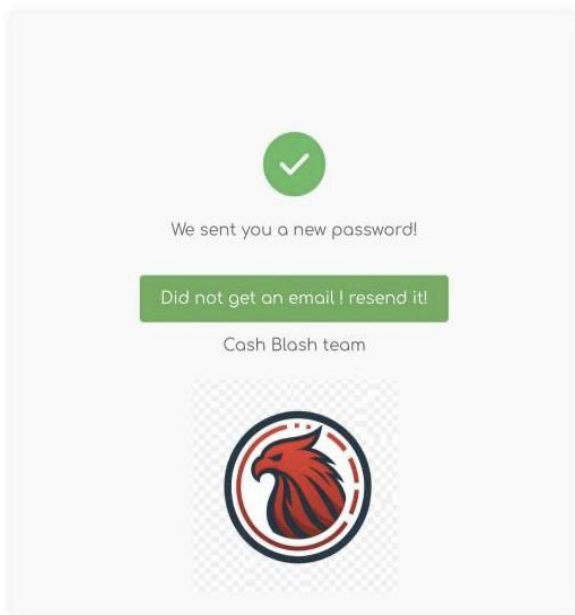 We sent you a new password!
Did not get an email ! resend it!
Cash Blash team